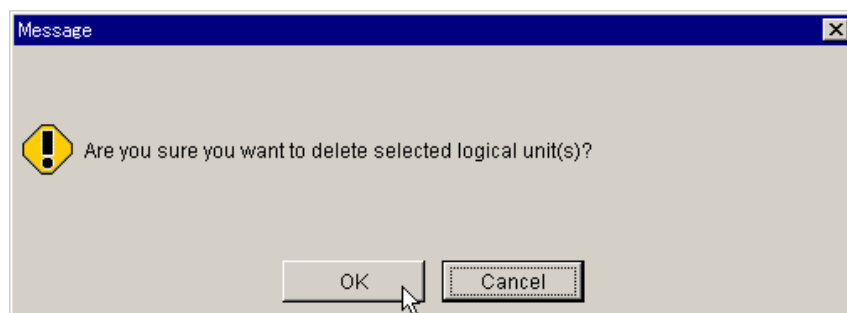 Message
Are you sure you want to delete selected logical unit(s)?
OK
Cancel